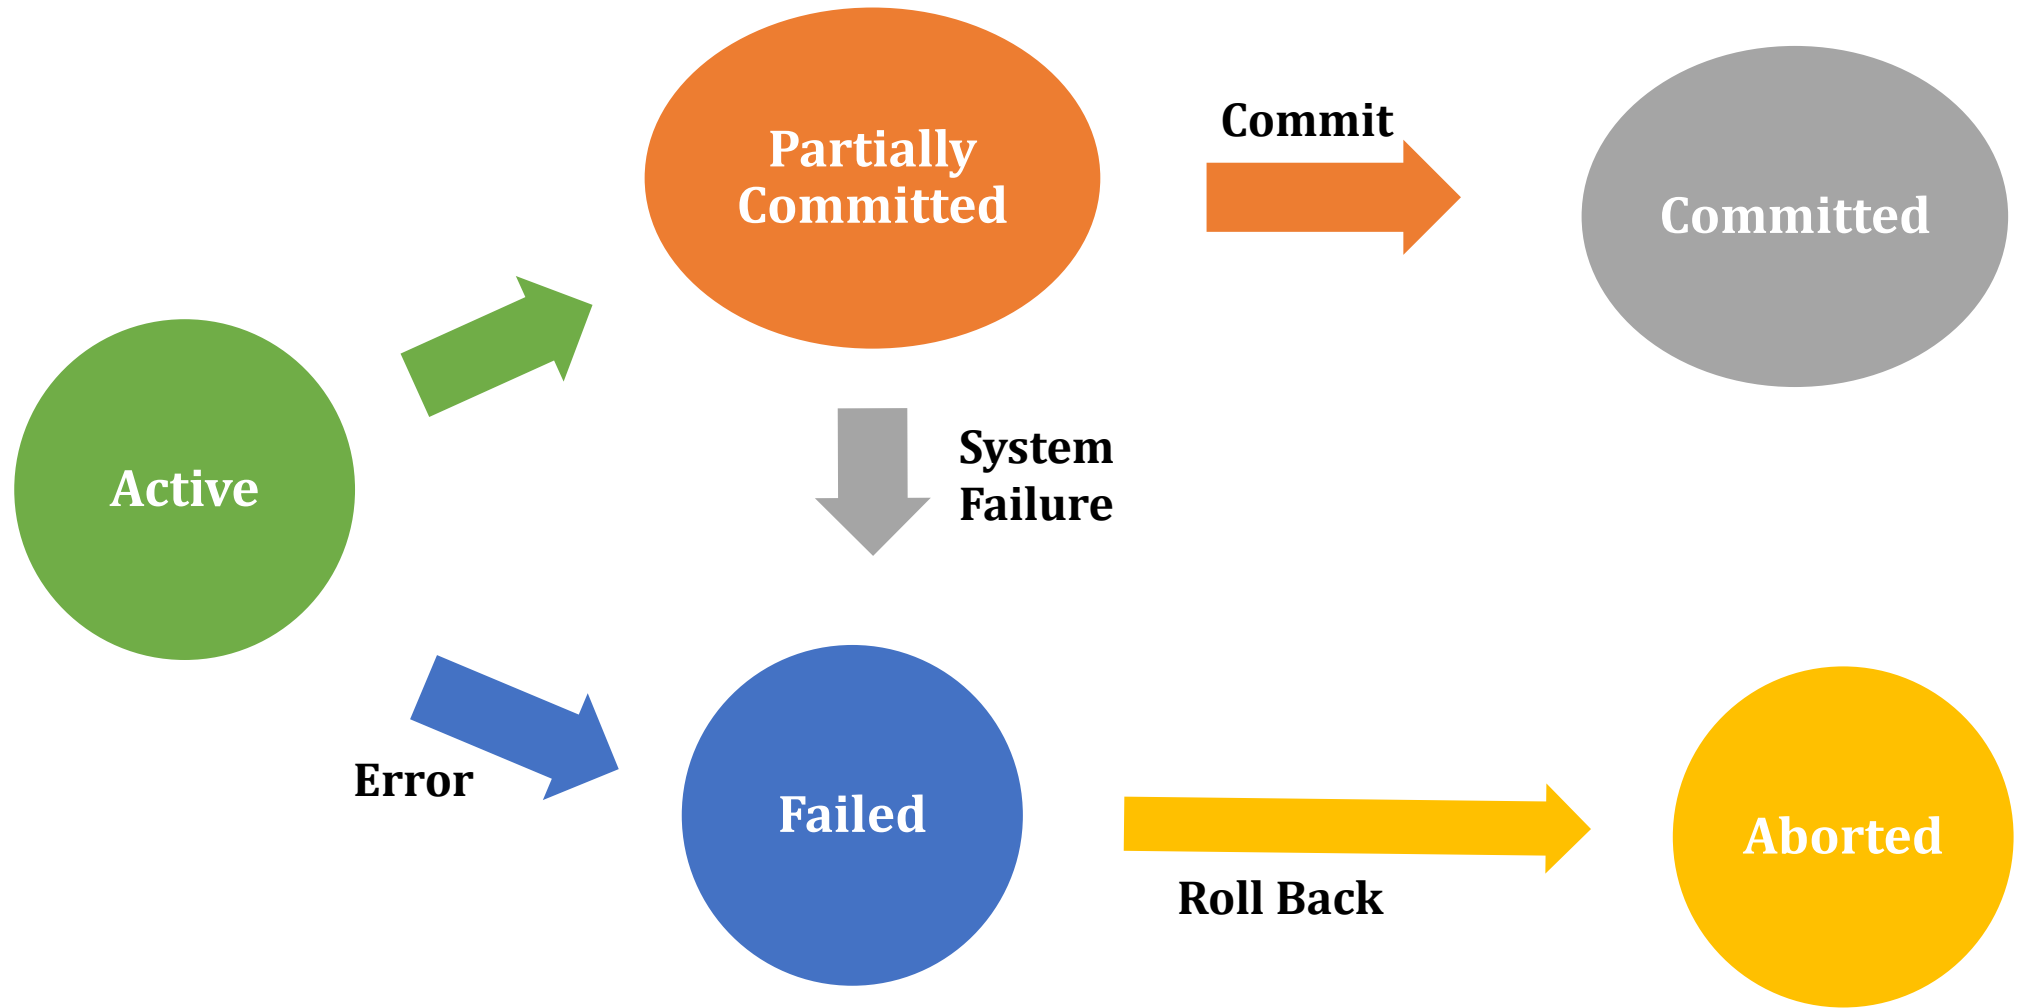 Partially
Committed
Commit
Committed
Active
System
Failure
Error
Failed
Roll Back
Aborted